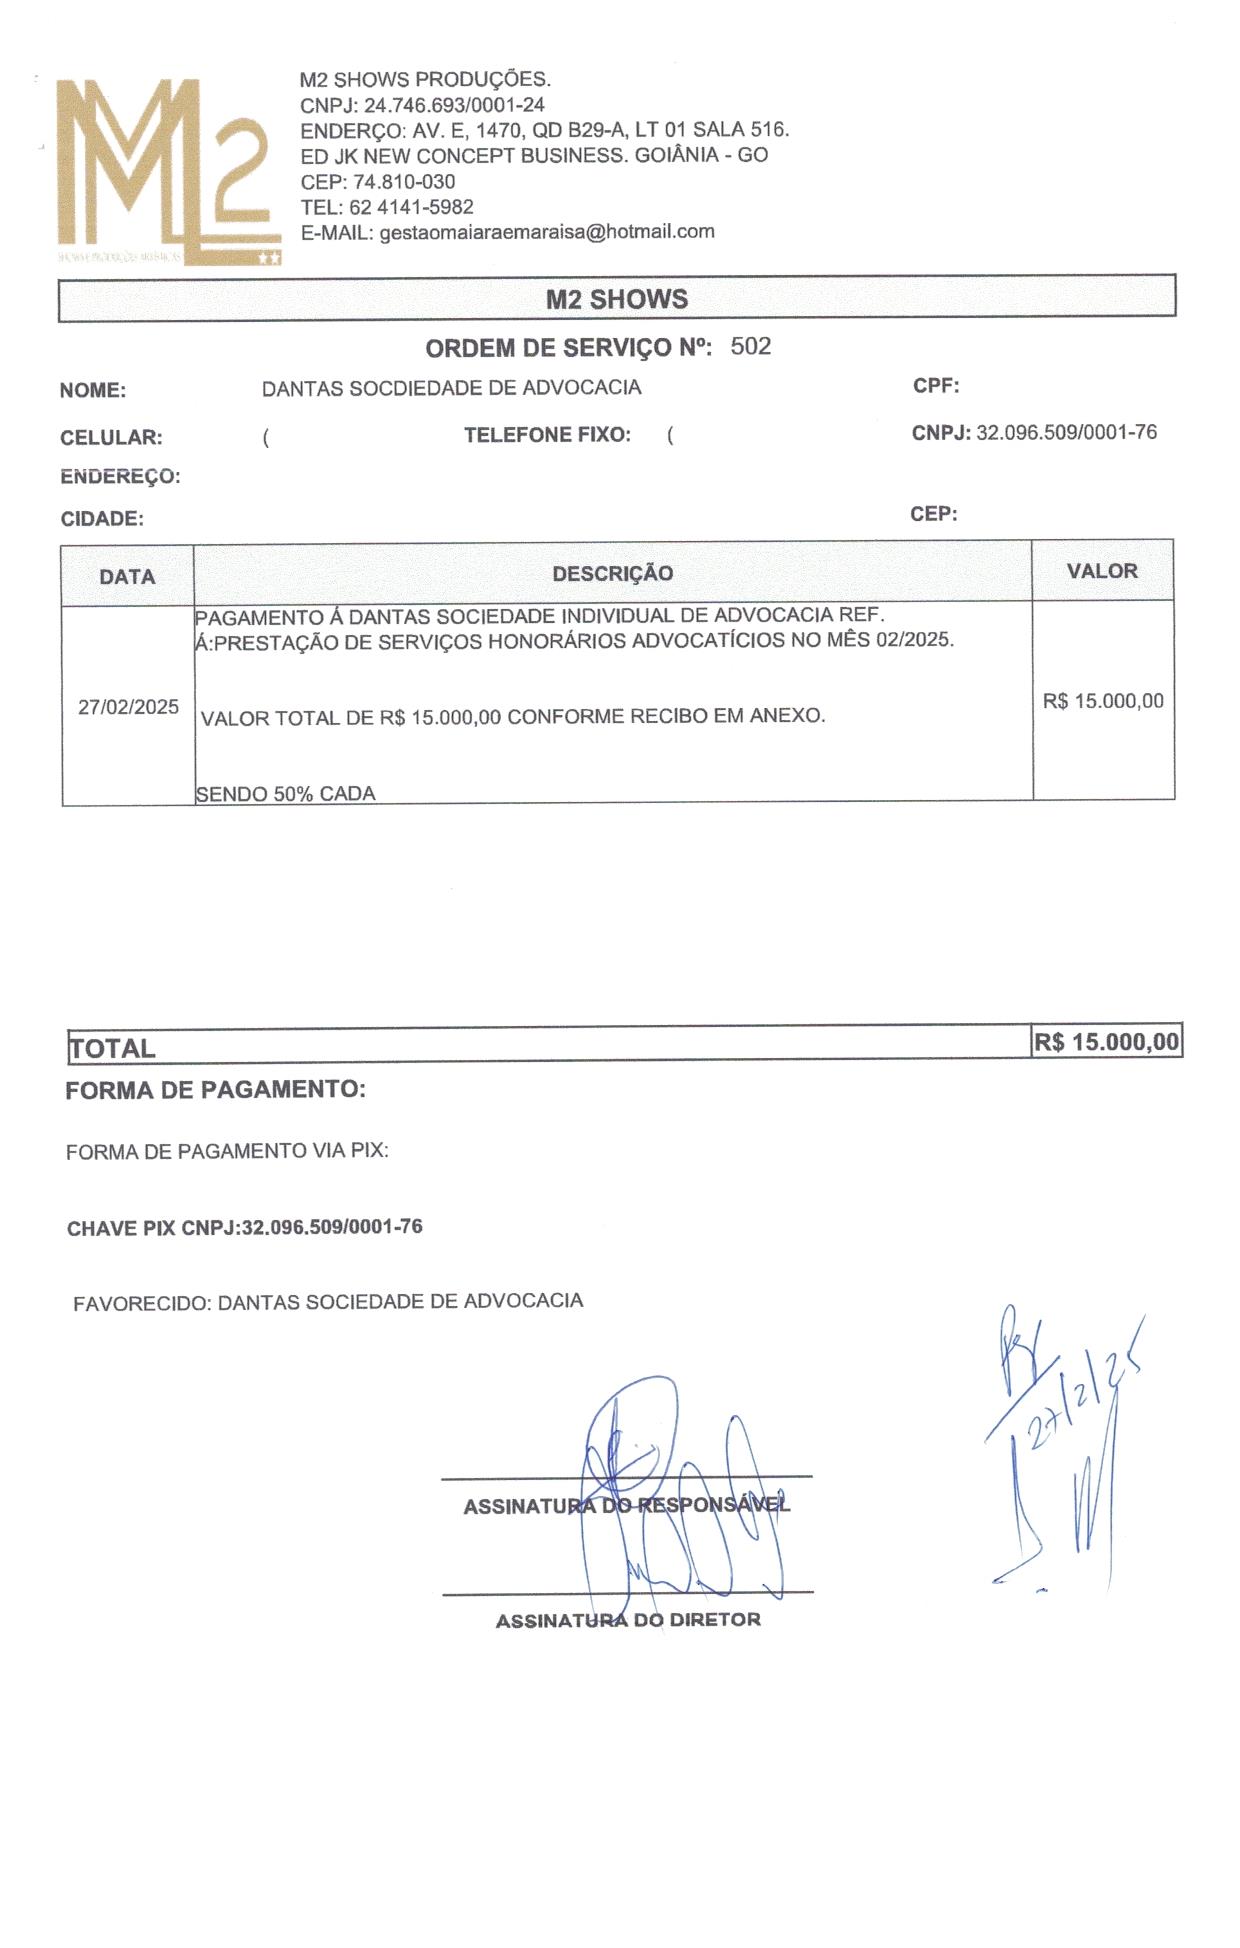 M2
SHOWS E PRODUÇÕES ARTÍSTICAS
M2 SHOWS PRODUÇÕES.
CNPJ: 24.746.693/0001-24
ENDERÇO: AV. E, 1470, QD B29-A, LT 01 SALA 516.
ED JK NEW CONCEPT BUSINESS. GOIÂNIA - GO
CEP: 74.810-030
TEL: 62 4141-5982
E-MAIL: gestaomaiaraemaraisa@hotmail.com
M2 SHOWS
ORDEM DE SERVIÇO Nº: 502
NOME: DANTAS SOCDIEDADE DE ADVOCACIA CPF:
CELULAR: ( TELEFONE FIXO: ( CNPJ: 32.096.509/0001-76
ENDEREÇO:
CIDADE: CEP:
DATA DESCRIÇÃO VALOR
PAGAMENTO Á DANTAS SOCIEDADE INDIVIDUAL DE ADVOCACIA REF.
Á:PRESTAÇÃO DE SERVIÇOS HONORÁRIOS ADVOCATÍCIOS NO MÊS 02/2025.
27/02/2025 VALOR TOTAL DE R$ 15.000,00 CONFORME RECIBO EM ANEXO. R$ 15.000,00
SENDO 50% CADA
TOTAL R$ 15.000,00
FORMA DE PAGAMENTO:
FORMA DE PAGAMENTO VIA PIX:
CHAVE PIX CNPJ:32.096.509/0001-76
FAVORECIDO: DANTAS SOCIEDADE DE ADVOCACIA
27/2/25
ASSINATURA DO RESPONSÁVEL
ASSINATURA DO DIRETOR